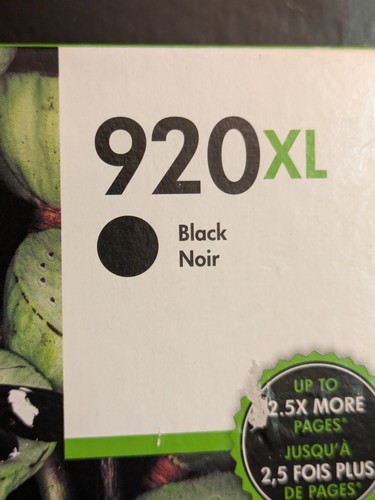 920XL
Black
Noir
UP TO
2.5X MORE
PAGES*
JUSQU'À
2,5 FOIS PLUS
DE PAGES*